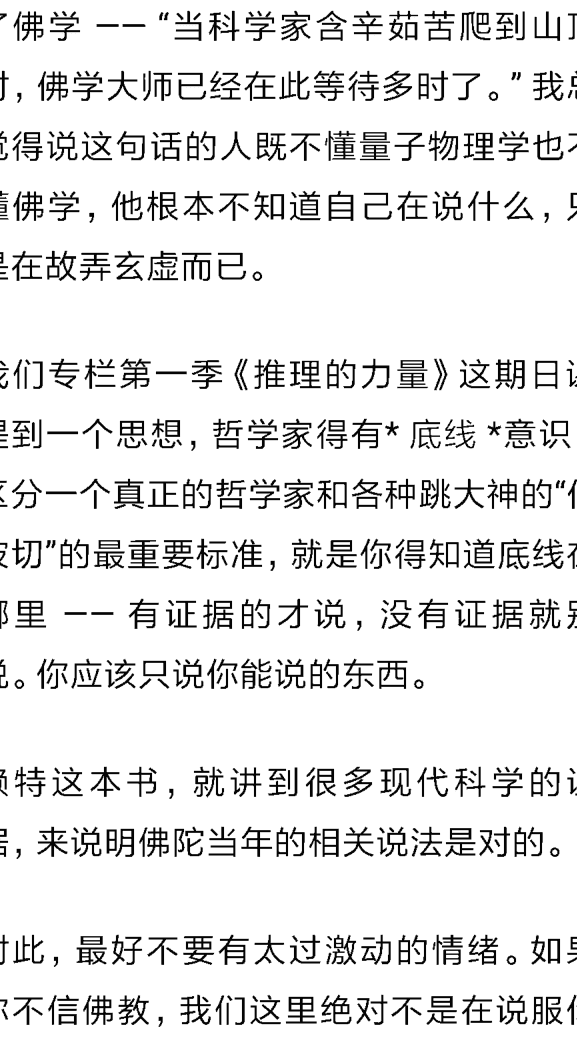 了佛学 —— “当科学家含辛茹苦爬到山顶
时，佛学大师已经在此等待多时了。” 我总
觉得说这句话的人既不懂量子物理学也不
懂佛学，他根本不知道自己在说什么，只
是在故弄玄虚而已。
我们专栏第一季《推理的力量》这期日课
提到一个思想，哲学家得有* 底线 *意识
区分一个真正的哲学家和各种跳大神的“
切”的最重要标准，就是你得知道底线在
哪里 —— 有证据的才说，没有证据就别
说。你应该只说你能说的东西。
赖特这本书，就讲到很多现代科学的证
据，来说明佛陀当年的相关说法是对的。
对此，最好不要有太过激动的情绪。如果
你不信佛教，我们这里绝对不是在说服你